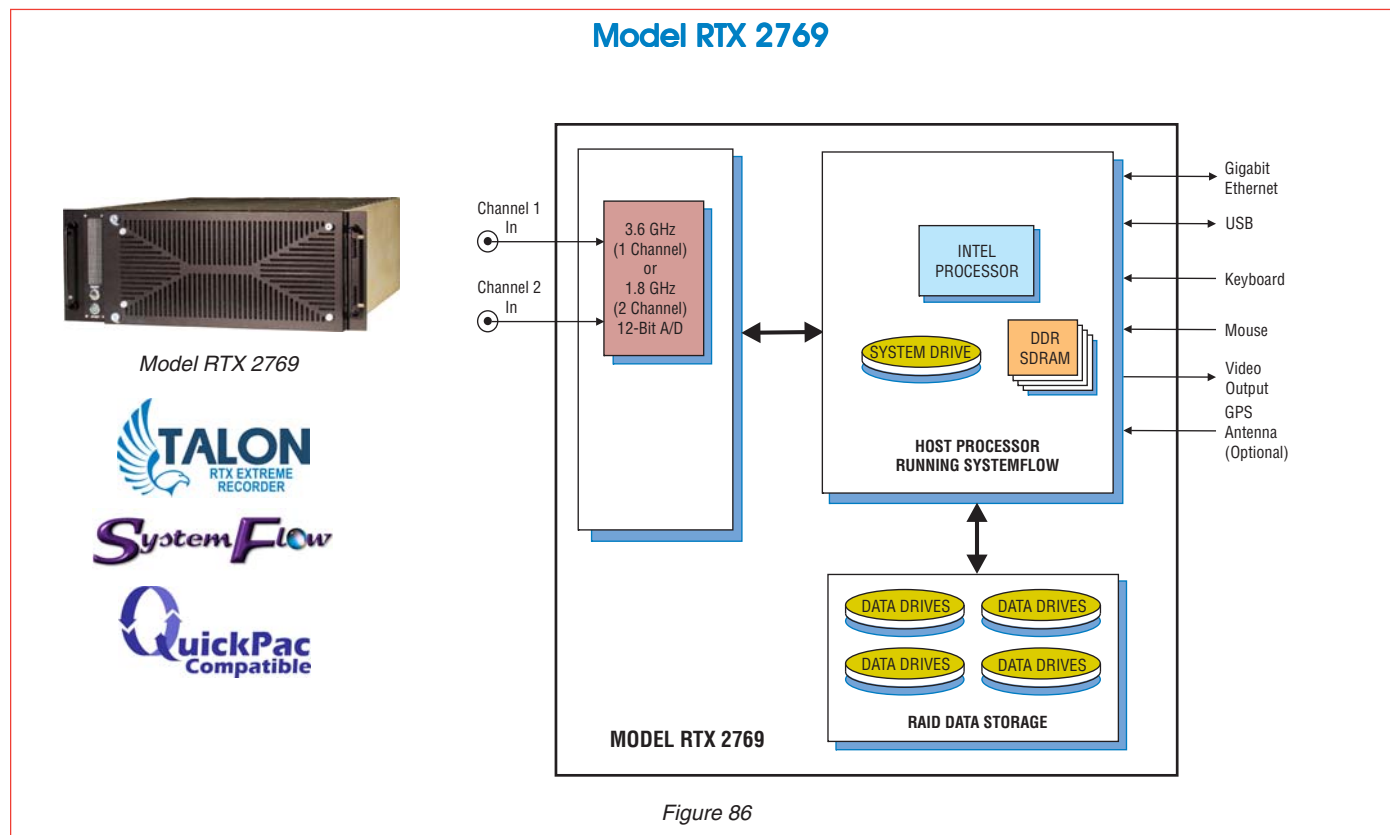 Model RTX 2769
Model RTX 2769
TALON
RTX EXTREME
RECORDER
SystemFlow
QuickPac
Compatible
Channel 1
In
Channel 2
In
3.6 GHz
(1 Channel)
or
1.8 GHz
(2 Channel)
12-Bit A/D
INTEL
PROCESSOR
SYSTEM DRIVE
DDR
SDRAM
HOST PROCESSOR
RUNNING SYSTEMFLOW
Gigabit
Ethernet
USB
Keyboard
Mouse
Video
Output
GPS
Antenna
(Optional)
DATA DRIVES
DATA DRIVES
DATA DRIVES
DATA DRIVES
RAID DATA STORAGE
MODEL RTX 2769
Figure 86